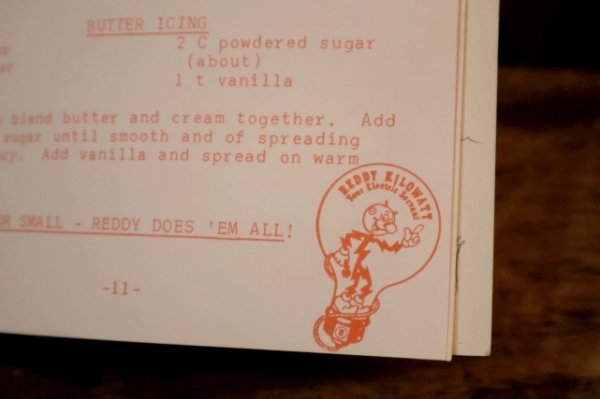 BUTTER ICING
2 C powdered sugar
(about)
1 t vanilla
blend butter and cream together. Add
sugar until smooth and of spreading
Add vanilla and spread on warm
OR SMALL - REDDY DOES 'EM ALL!
REDDY KILOWATT
Your Electric Servant
-11-